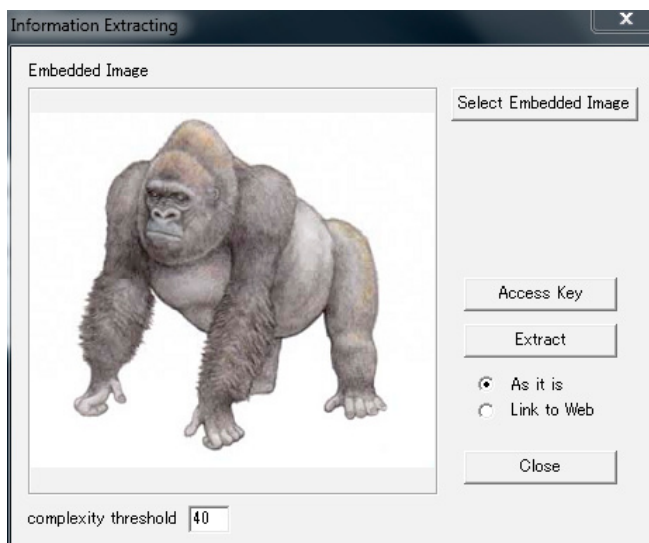 Information Extracting
X
Embedded Image
Select Embedded Image
Access Key
Extract
As it is
Link to Web
Close
complexity threshold 40